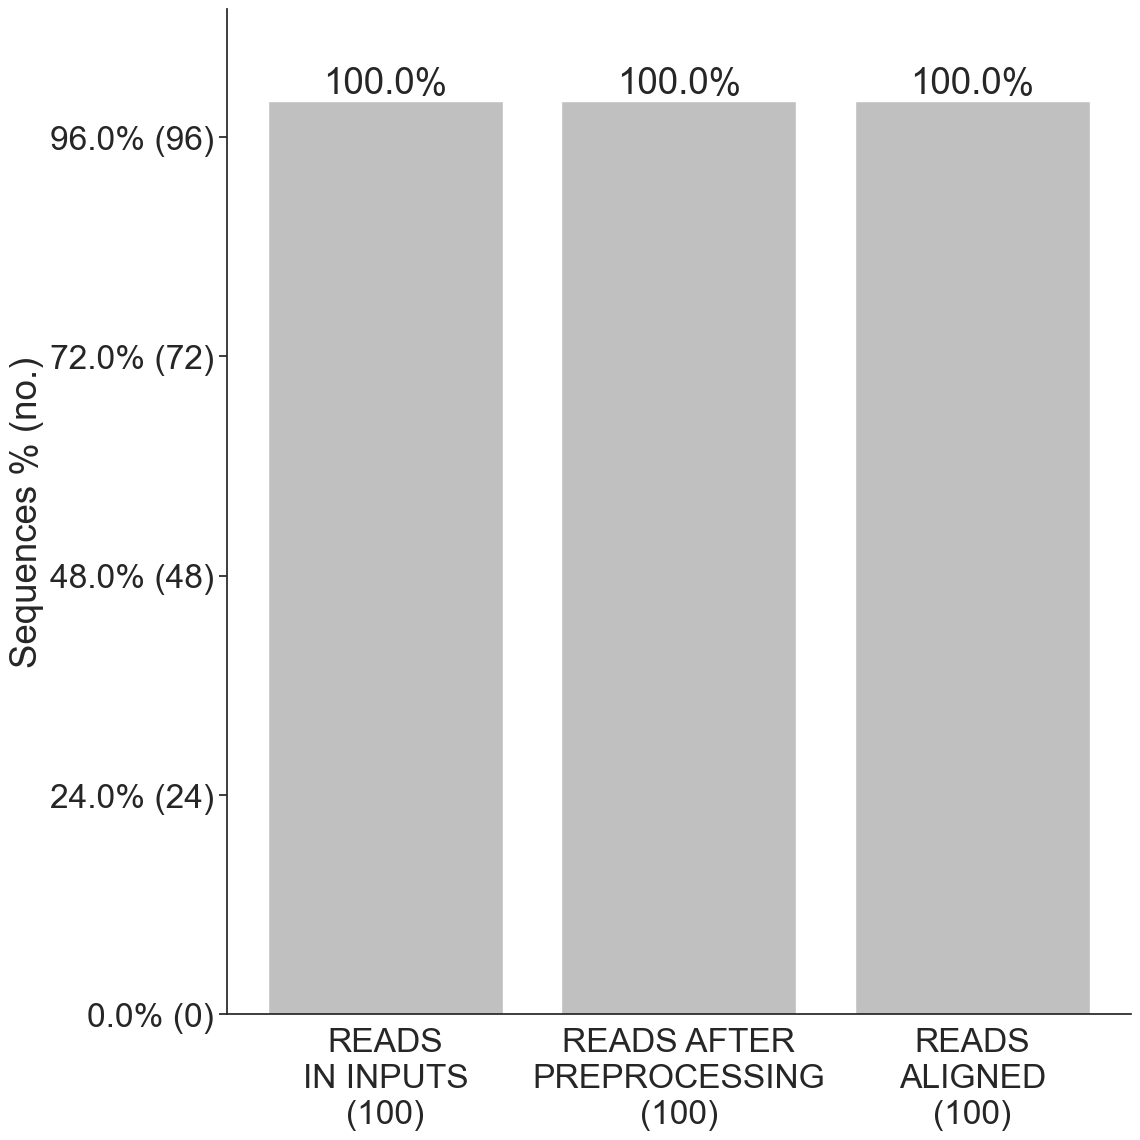 100.0% 100.0% 100.0%
96.0% (96)
72.0% (72)
48.0% (48)
24.0% (24)
0.0% (0)
Sequences % (no.)
READS
IN INPUTS
(100)
READS AFTER
PREPROCESSING
(100)
READS
ALIGNED
(100)